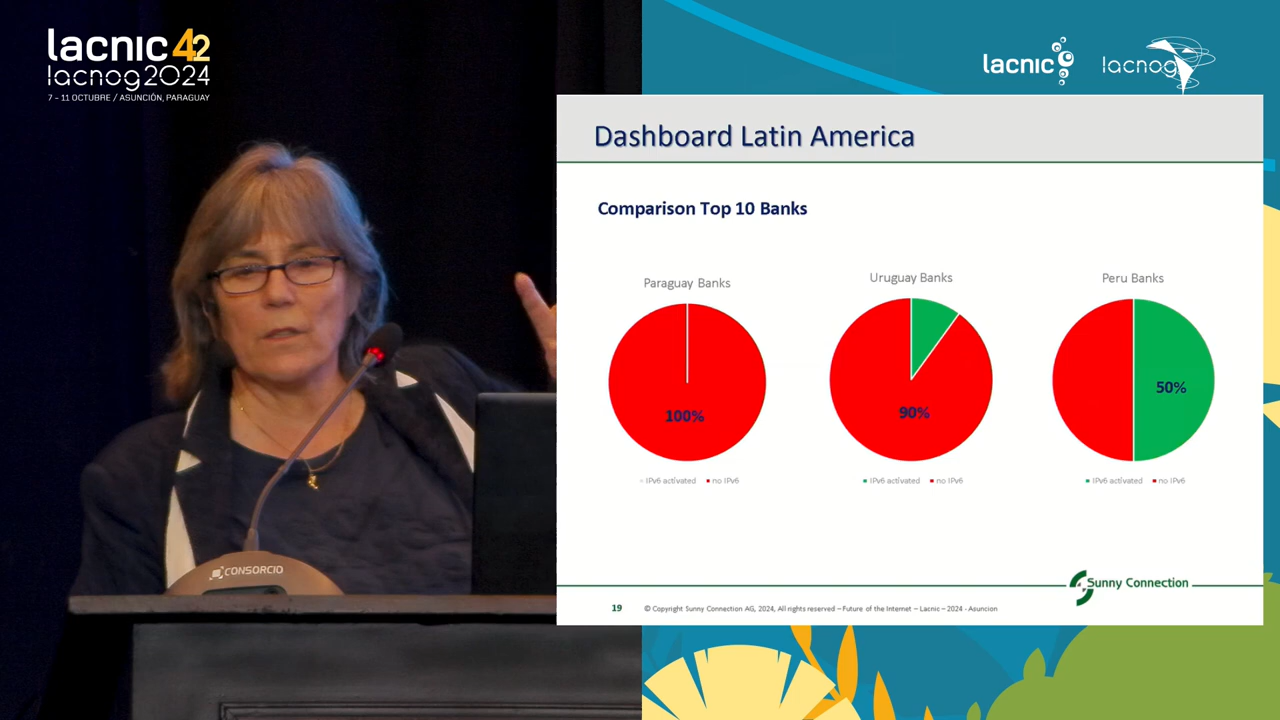 lacnic 42
lacnog2024
7 - 11 OCTUBRE / ASUNCIÓN, PARAGUAY
lacnic
lacnog
Dashboard Latin America
Comparison Top 10 Banks
Paraguay Banks
Uruguay Banks
Peru Banks
100%
90%
50%
IPv6 activated
no IPv6
IPv6 activated
no IPv6
IPv6 activated
no IPv6
CONSORCIO
Sunny Connection
19
© Copyright Sunny Connection AG, 2024, All rights reserved – Future of the Internet – Lacnic – 2024 - Asuncion